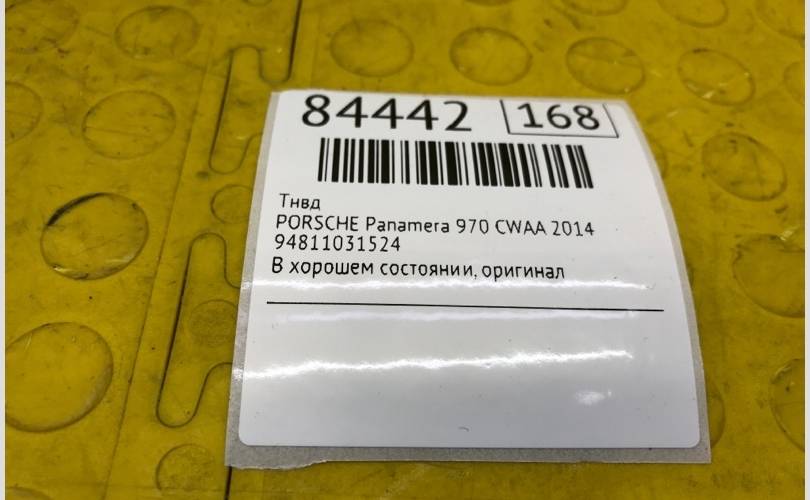 84442 168
Тнвд
PORSCHE Panamera 970 CWAA 2014
94811031524
В хорошем состоянии, оригинал